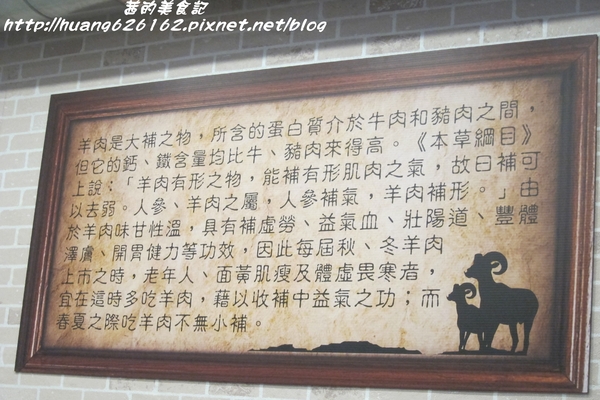 茜的美食記
http://huang626162.pixnet.net/blog
羊肉是大補之物，所含的蛋白質介於牛肉和豬肉之間，
但它的鈣、鐵含量均比牛、豬肉來得高。《本草綱目》
上說：「羊肉有形之物，能補有形肌肉之氣，故曰補可
以去弱。人參、羊肉之屬，人參補氣，羊肉補形。」由
於羊肉味甘性溫，具有補虛勞、益氣血、壯陽道、豐體
澤膚、開胃健力等功效，因此每屆秋、冬羊肉
上市之時，老年人、面黃肌瘦及體虛畏寒者，
宜在這時多吃羊肉，藉以收補中益氣之功；而
春夏之際吃羊肉不無小補。